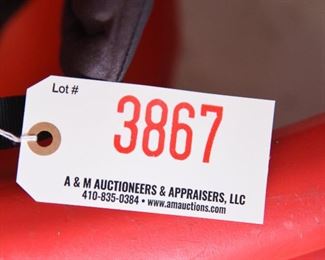 Lot #
3867
A & M AUCTIONEERS & APPRAISERS, LLC
410-835-0384 • www.amauctions.com